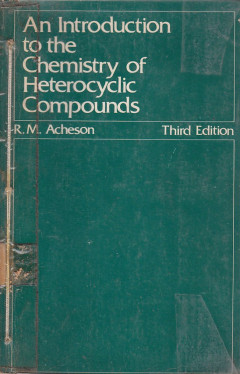 An Introduction
to the
Chemistry of
Heterocyclic
Compounds
R. M. Acheson Third Edition